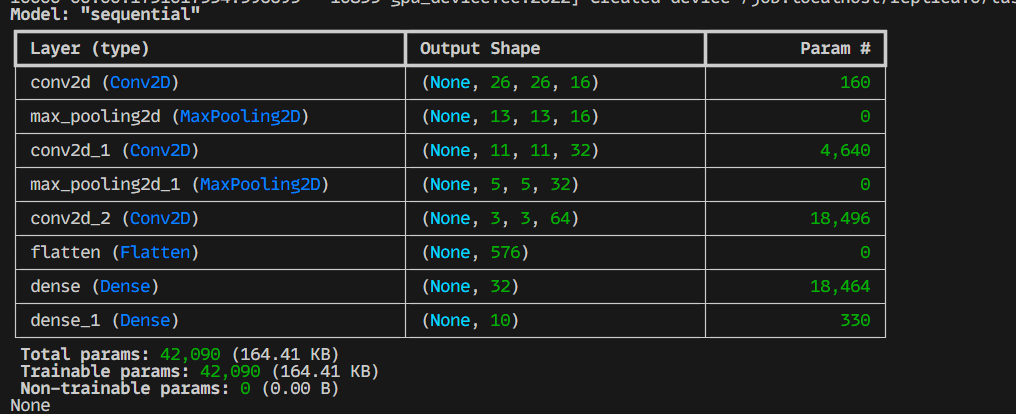 Model: "sequential"
Layer (type) Output Shape Param #
conv2d (Conv2D) (None, 26, 26, 16) 160
max_pooling2d (MaxPooling2D) (None, 13, 13, 16) 0
conv2d_1 (Conv2D) (None, 11, 11, 32) 4,640
max_pooling2d_1 (MaxPooling2D) (None, 5, 5, 32) 0
conv2d_2 (Conv2D) (None, 3, 3, 64) 18,496
flatten (Flatten) (None, 576) 0
dense (Dense) (None, 32) 18,464
dense_1 (Dense) (None, 10) 330
Total params: 42,090 (164.41 KB)
Trainable params: 42,090 (164.41 KB)
Non-trainable params: 0 (0.00 B)
None